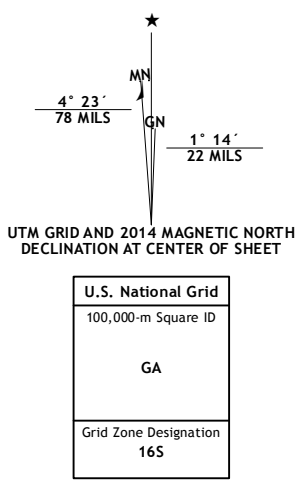 MN
4° 23´
78 MILS
GN
1° 14´
22 MILS
UTM GRID AND 2014 MAGNETIC NORTH
DECLINATION AT CENTER OF SHEET
U.S. National Grid
100,000-m Square ID
GA
Grid Zone Designation
16S